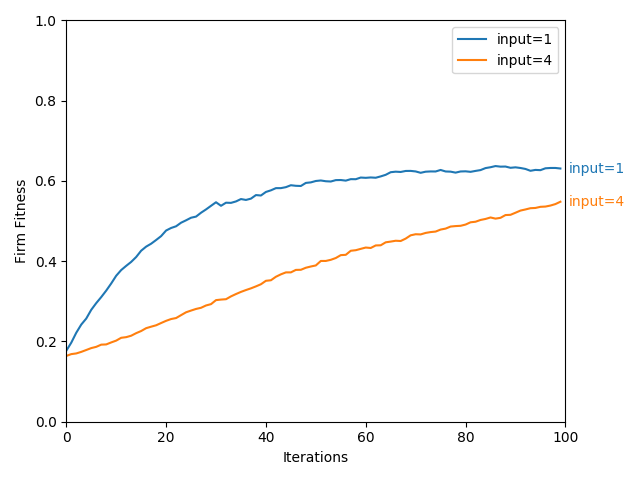 1.0
0.8
0.6
0.4
0.2
0.0
Firm Fitness
input=1
input=4
input=1
input=4
0 20 40 60 80 100
Iterations